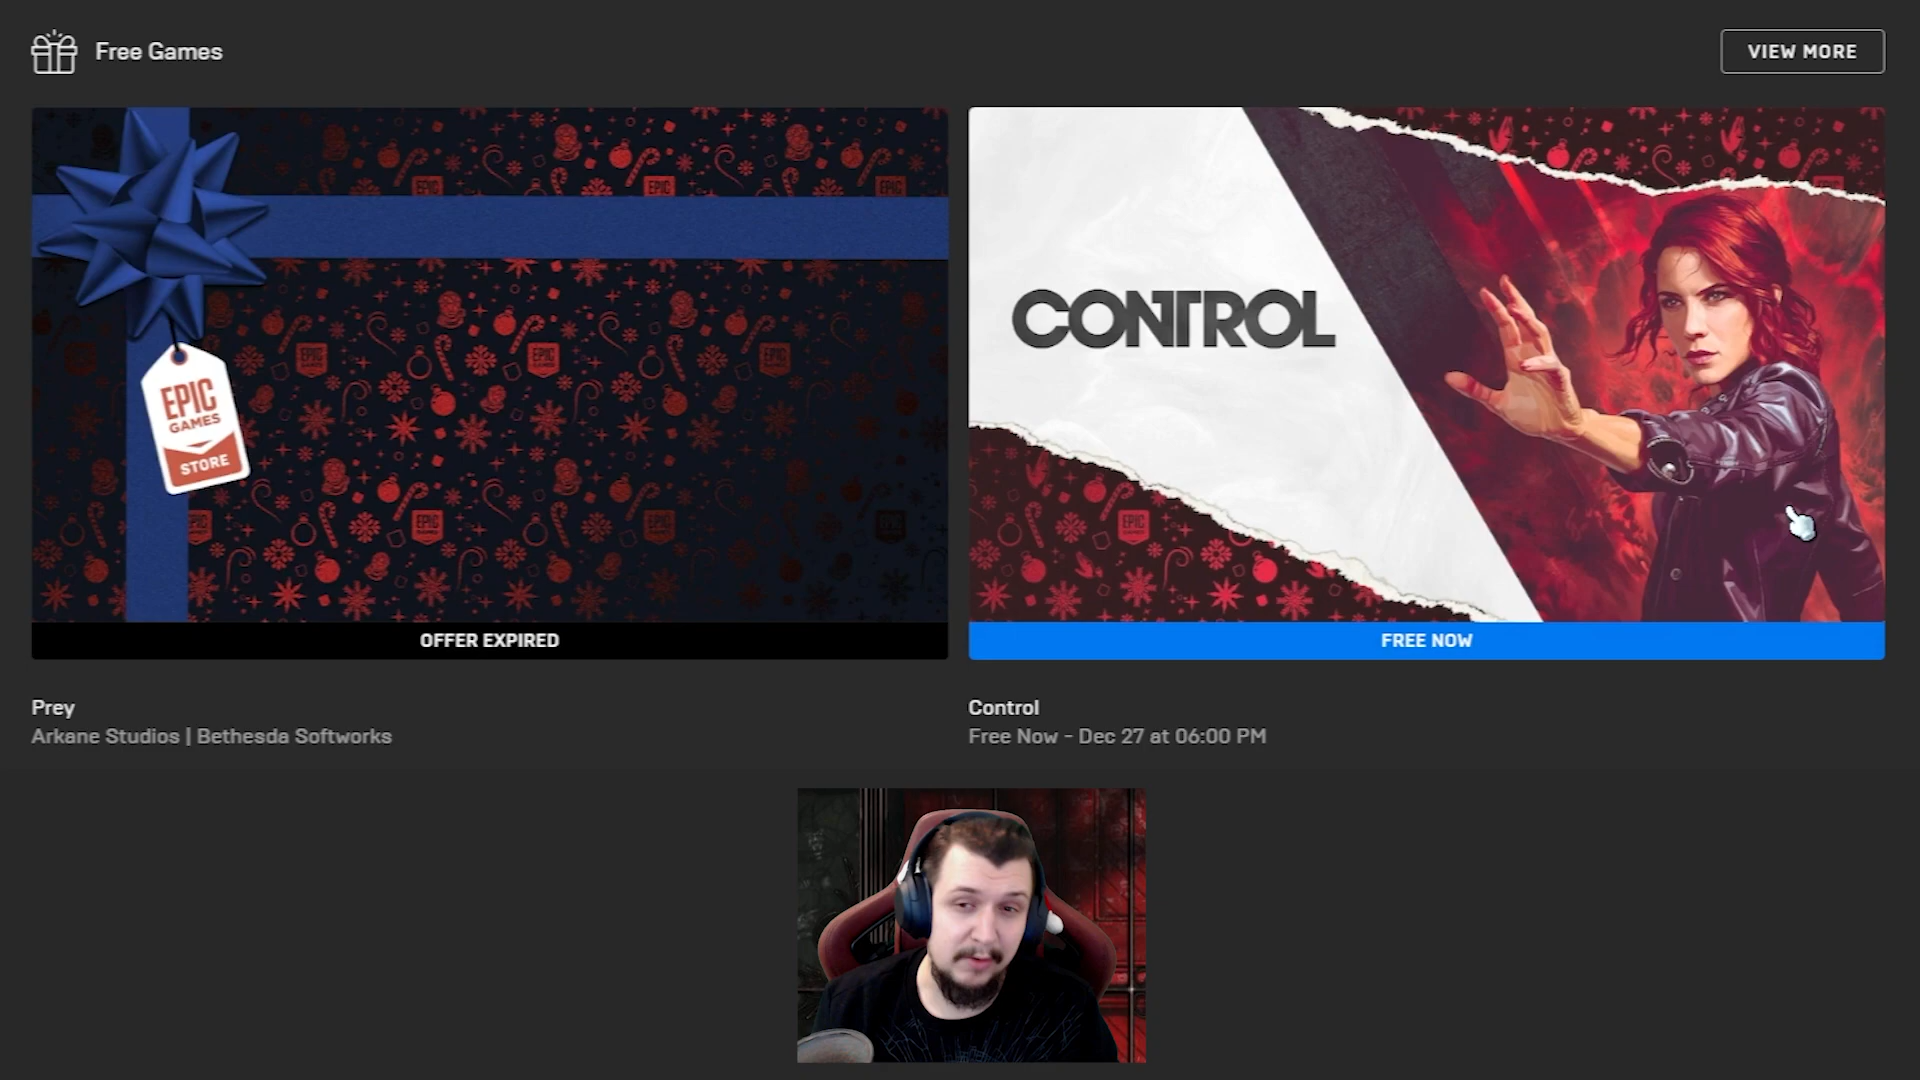 Free Games
VIEW MORE
EPIC
GAMES
STORE
CONTROL
OFFER EXPIRED
FREE NOW
Prey
Arkane Studios | Bethesda Softworks
Control
Free Now - Dec 27 at 06:00 PM